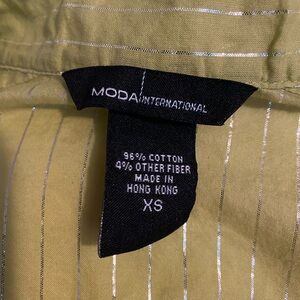 MODA INTERNATIONAL
96% COTTON
4% OTHER FIBER
MADE IN
HONG KONG
XS